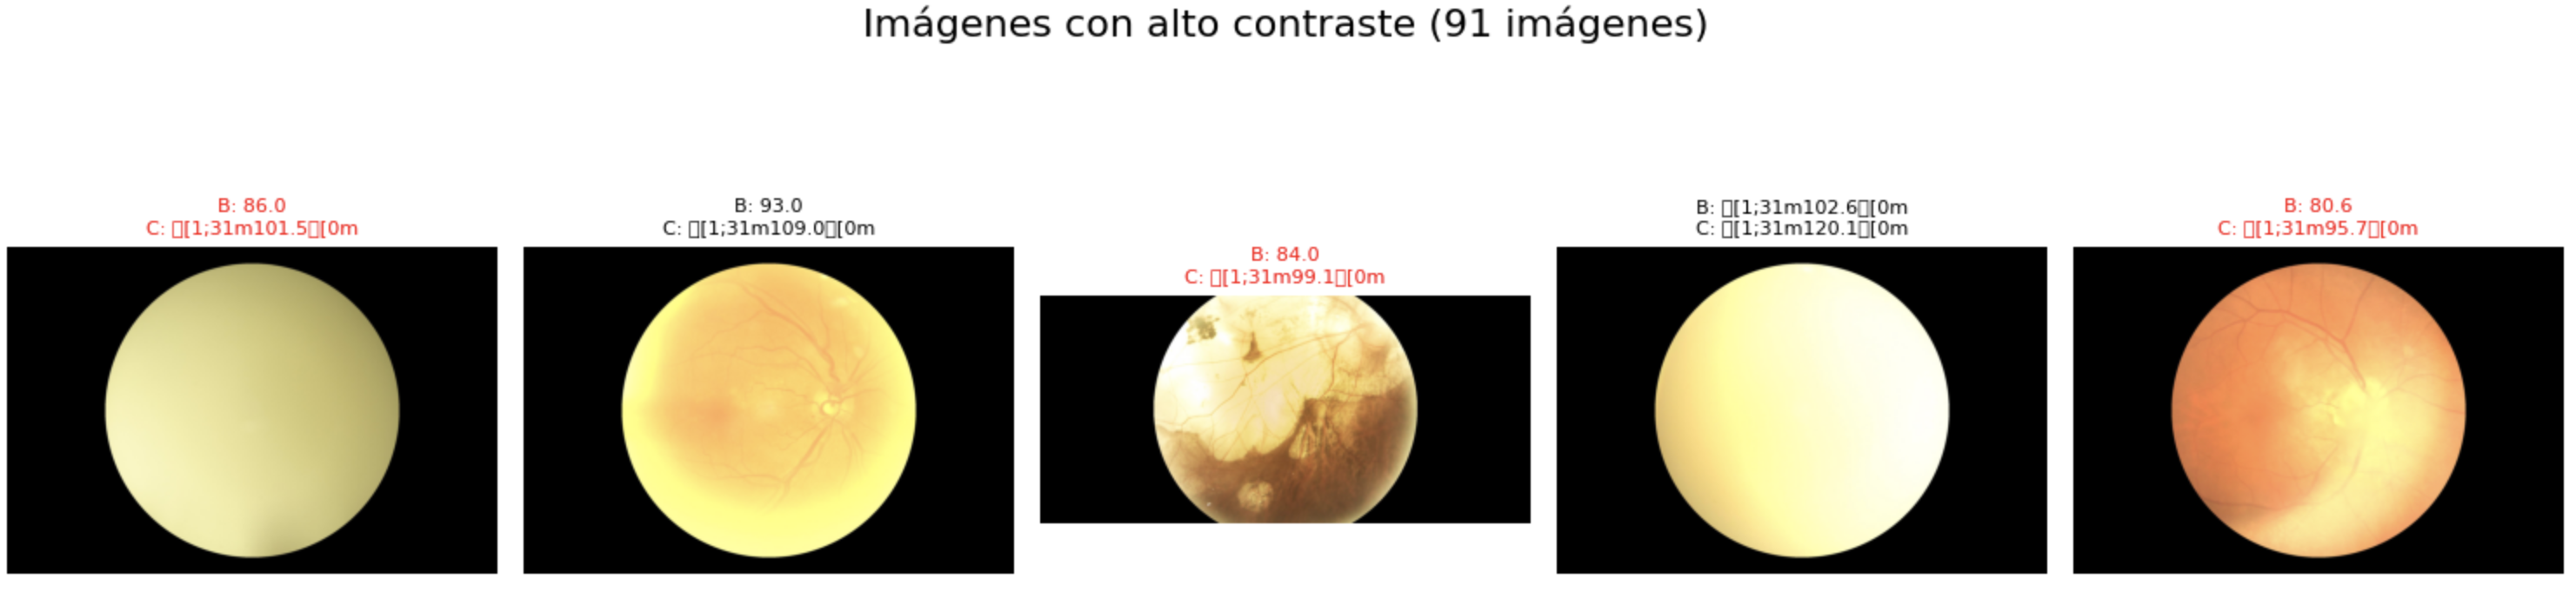 Imágenes con alto contraste (91 imágenes)
B: 86.0
C: ▯[1;31m101.5▯[0m
B: 93.0
C: ▯[1;31m109.0▯[0m
B: 84.0
C: ▯[1;31m99.1▯[0m
B: ▯[1;31m102.6▯[0m
C: ▯[1;31m120.1▯[0m
B: 80.6
C: ▯[1;31m95.7▯[0m